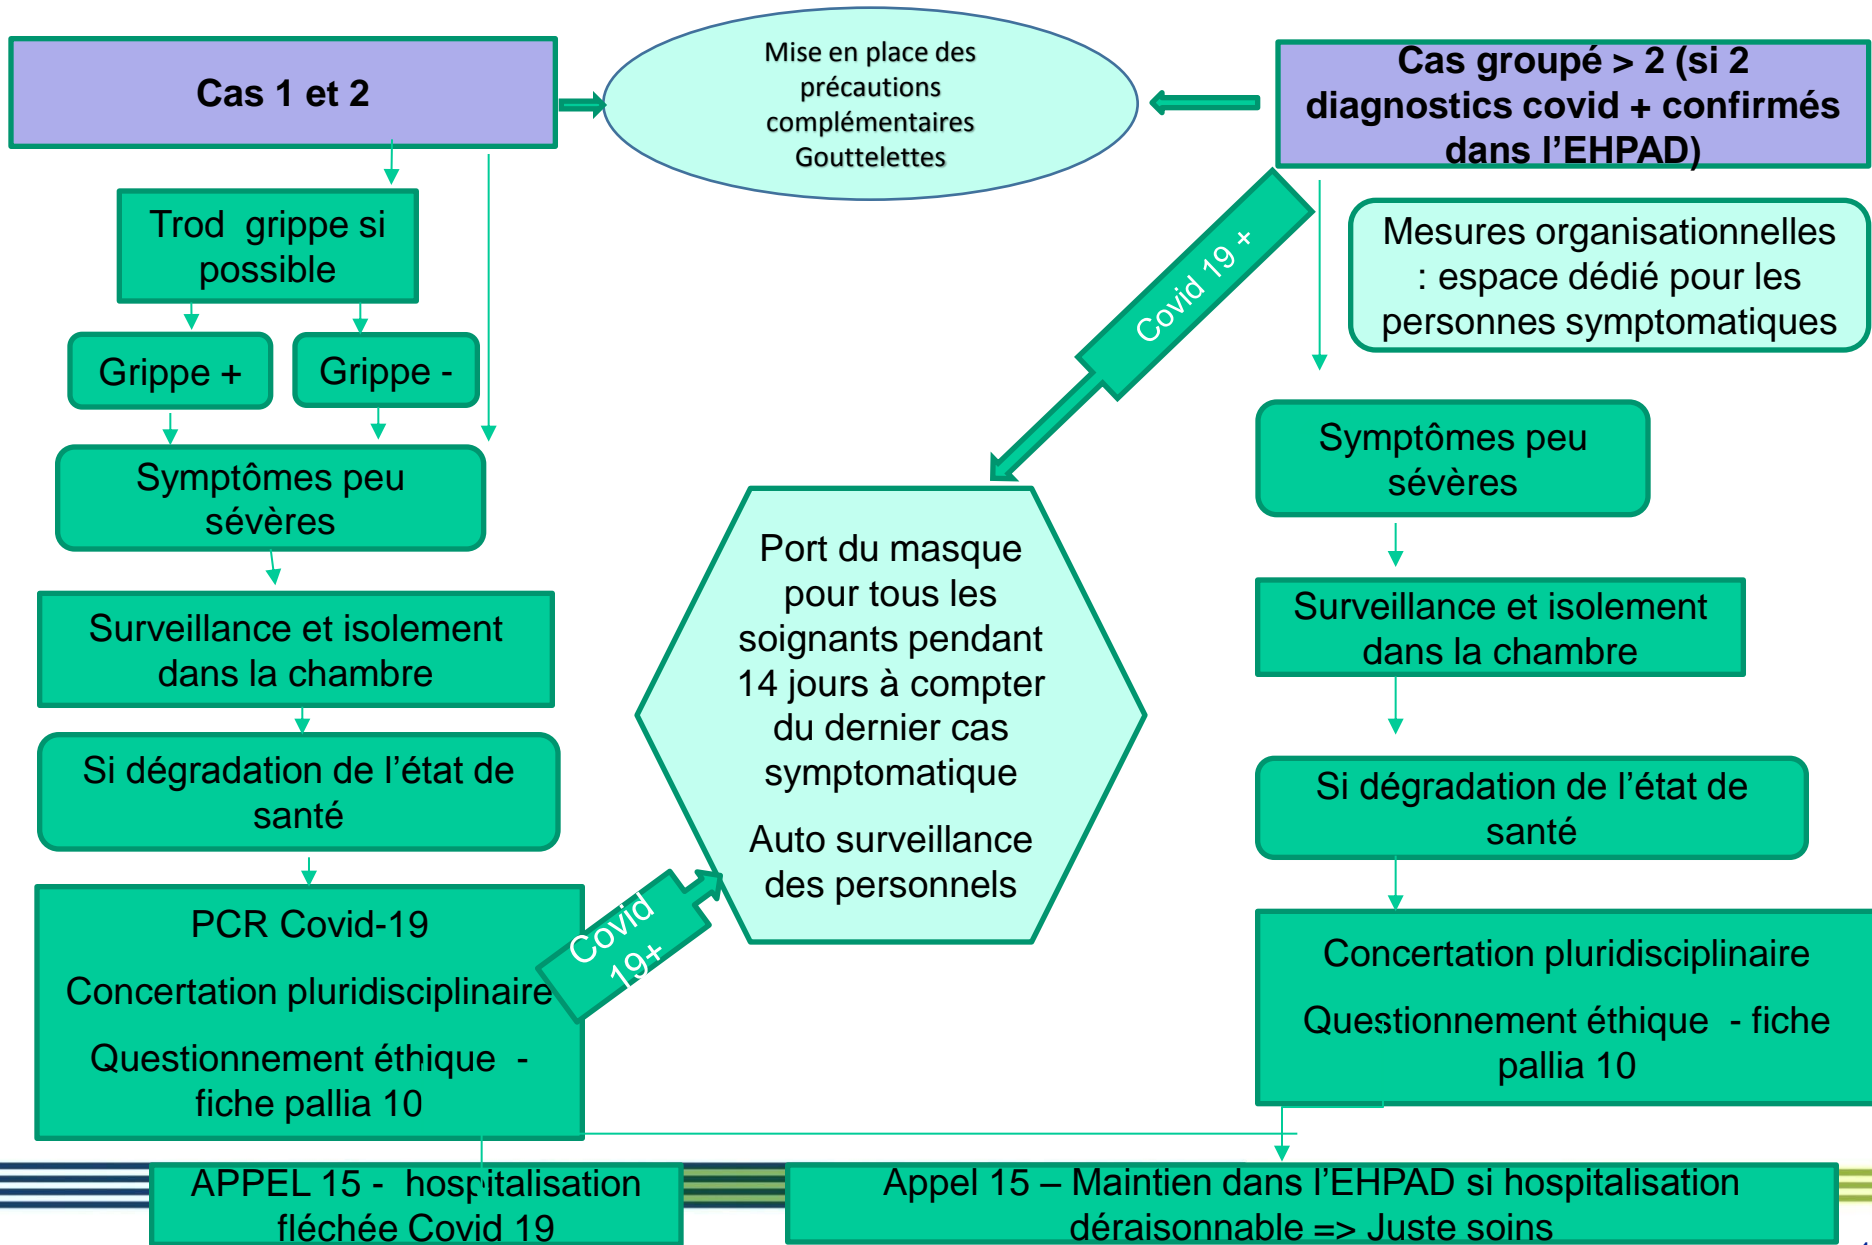 Cas 1 et 2
Mise en place des
précautions
complémentaires
Gouttelettes
Cas groupé > 2 (si 2
diagnostics covid + confirmés
dans l’EHPAD)
Trod  grippe si
possible
Grippe +
Grippe -
Symptômes peu
sévères
Surveillance et isolement
dans la chambre
Si dégradation de l’état de
santé
PCR Covid-19
Concertation pluridisciplinaire
Questionnement éthique  -
fiche pallia 10
Covid
19+
Covid 19 +
Port du masque
pour tous les
soignants pendant
14 jours à compter
du dernier cas
symptomatique
Auto surveillance
des personnels
Mesures organisationnelles
: espace dédié pour les
personnes symptomatiques
Symptômes peu
sévères
Surveillance et isolement
dans la chambre
Si dégradation de l’état de
santé
Concertation pluridisciplinaire
Questionnement éthique  - fiche
pallia 10
APPEL 15 -  hospitalisation
fléchée Covid 19
Appel 15 – Maintien dans l’EHPAD si hospitalisation
déraisonnable => Juste soins